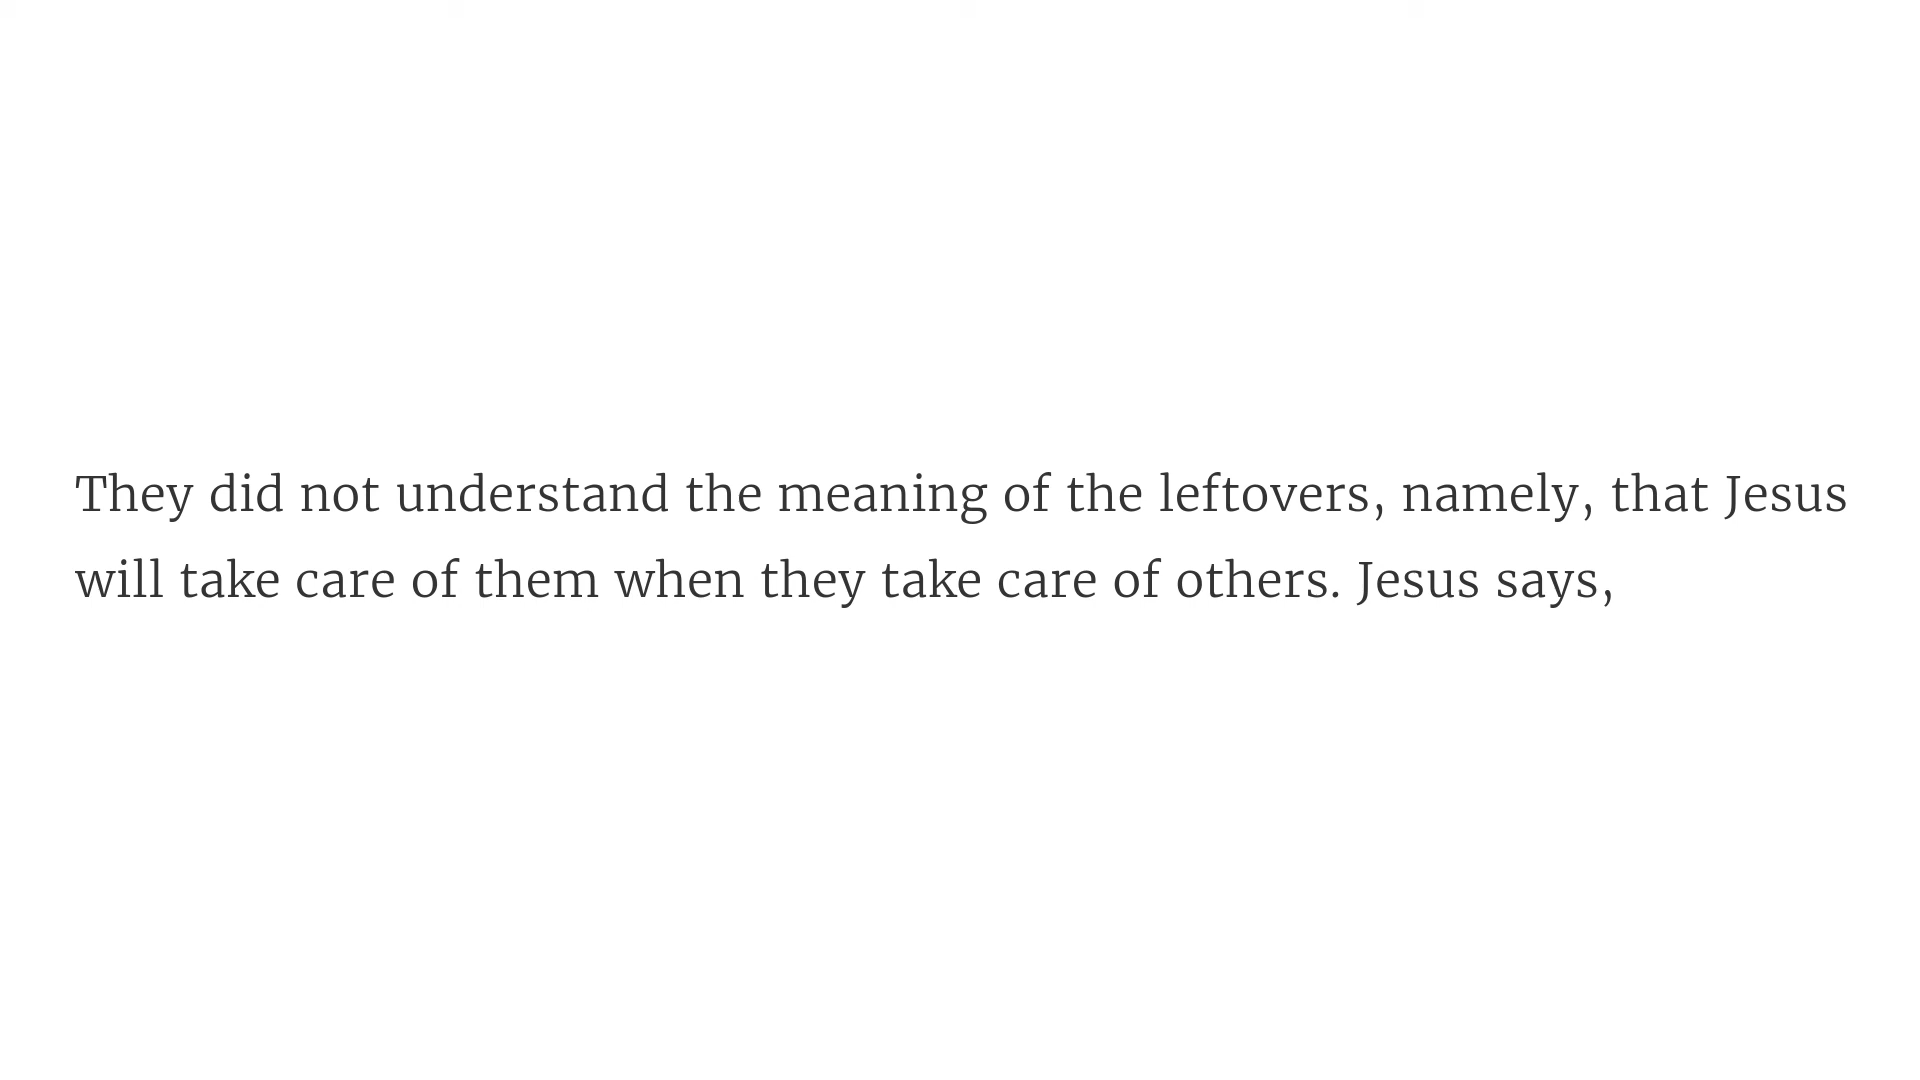 They did not understand the meaning of the leftovers, namely, that Jesus
will take care of them when they take care of others. Jesus says,